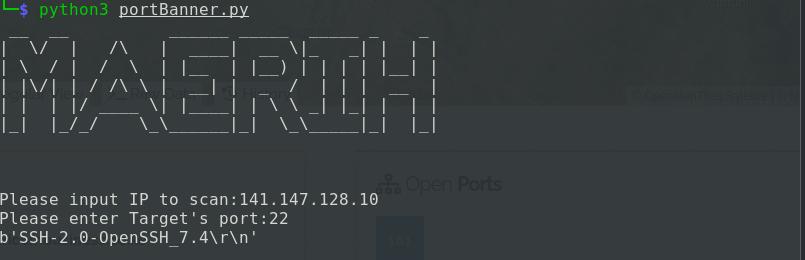 └─$ python3 portBanner.py
MAERIH
Please input IP to scan:141.147.128.10
Please enter Target's port:22
b'SSH-2.0-OpenSSH_7.4\r\n'
Open Ports
161